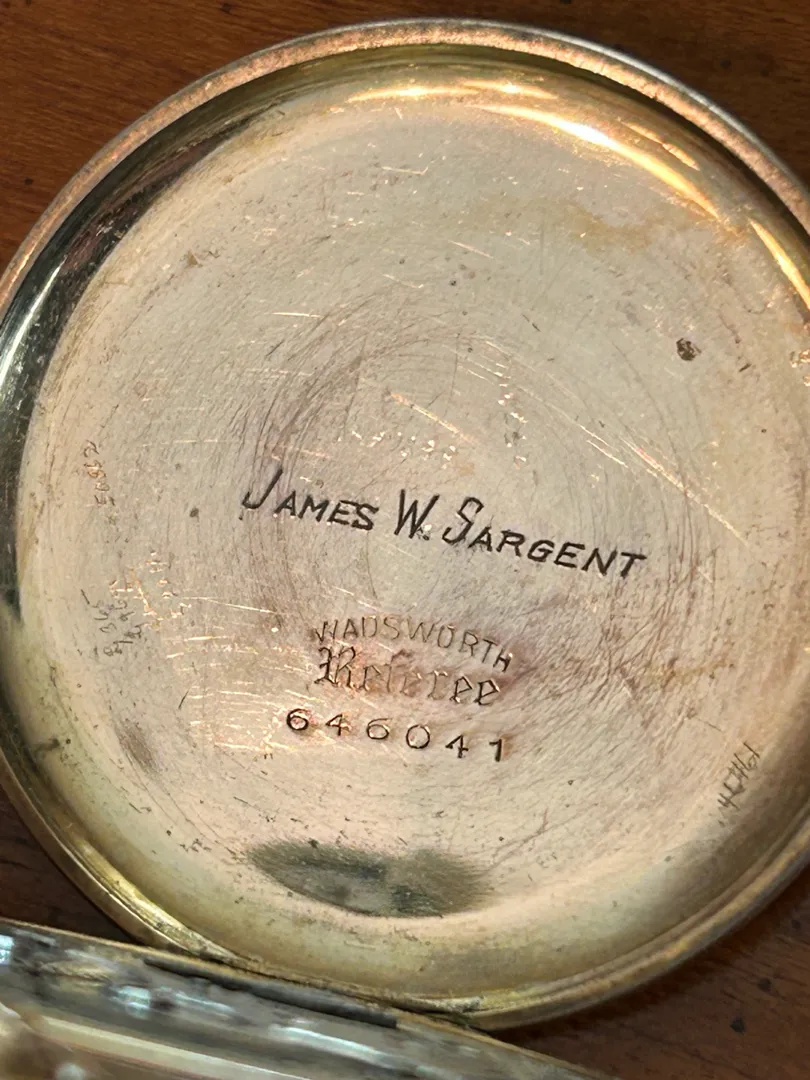 JAMES W. SARGENT
WADSWORTH
Referee
646041